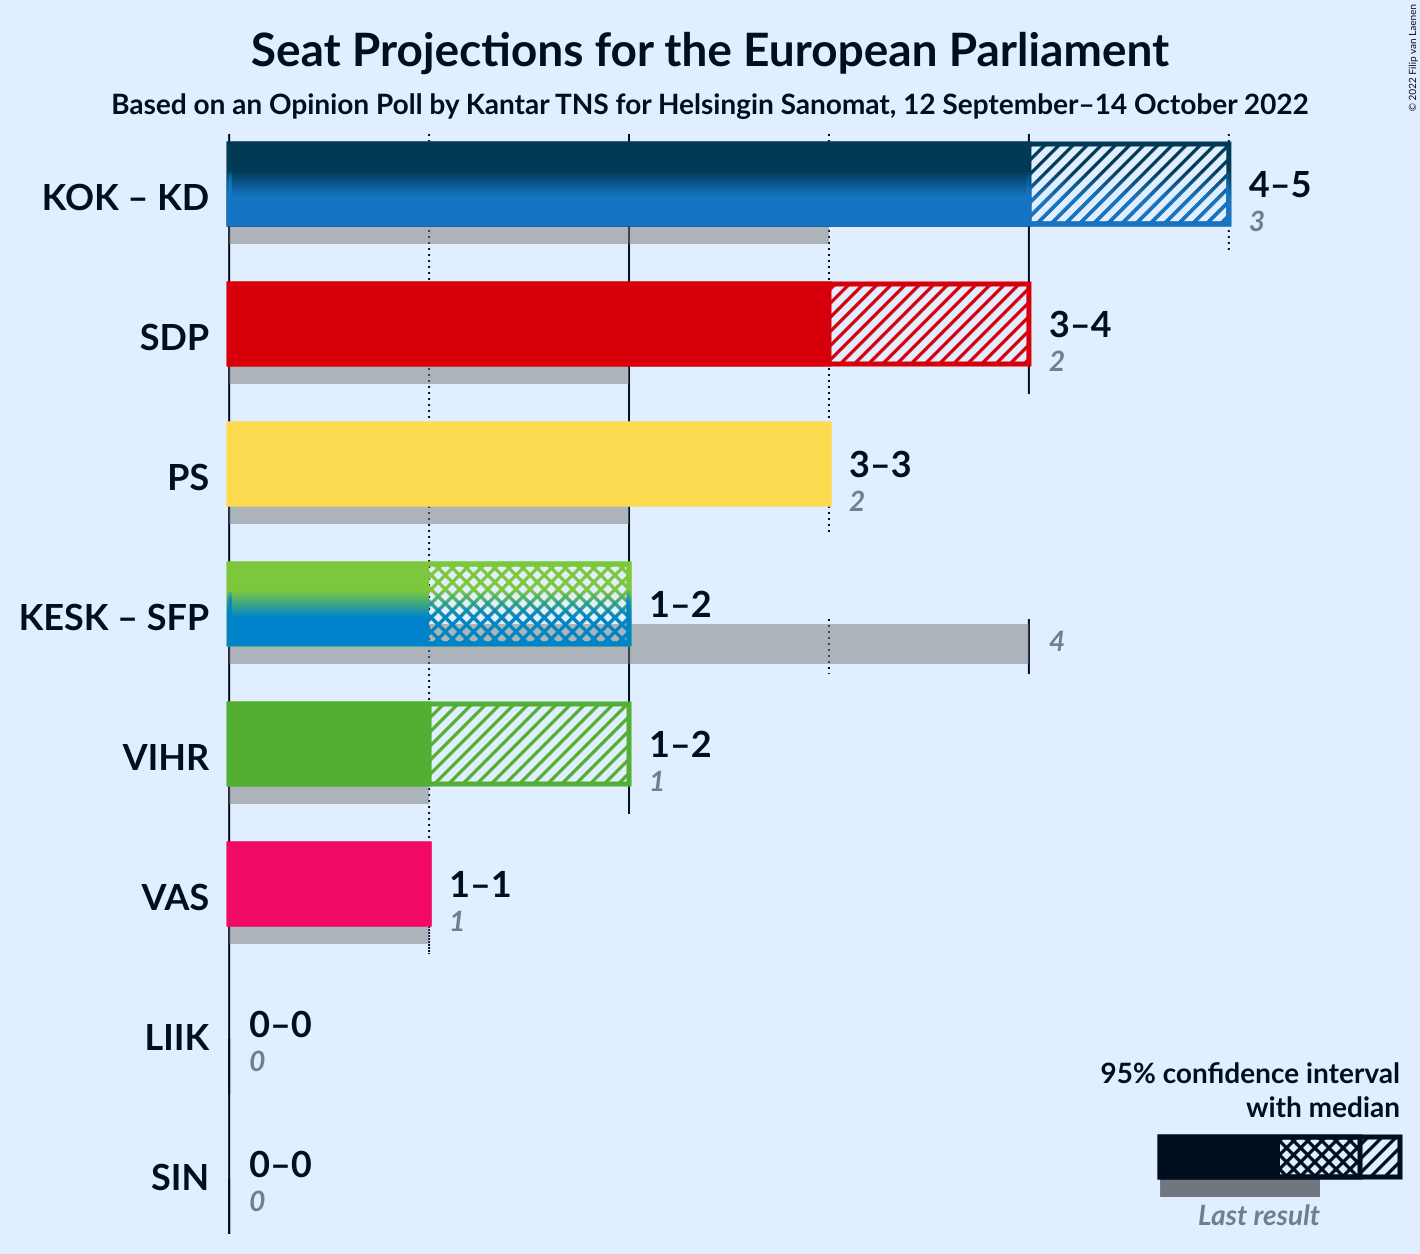 Seat Projections for the European Parliament
Based on an Opinion Poll by Kantar TNS for Helsingin Sanomat, 12 September–14 October 2022
© 2022 Filip van Laenen
KOK – KD
4–5
3
SDP
3–4
2
PS
3–3
2
KESK – SFP
1–2
4
VIHR
1–2
1
VAS
1–1
1
LIIK
0–0
0
SIN
0–0
0
95% confidence interval
with median
Last result